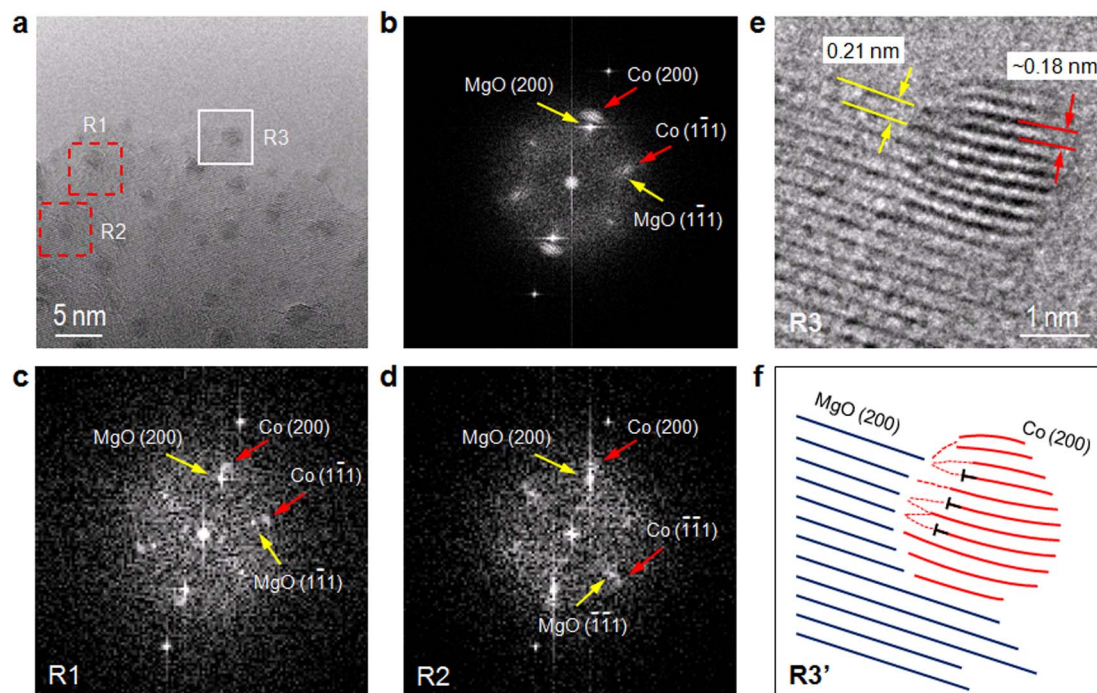 a
R1
R3
R2
5 nm
b
MgO (200)
Co (200)
Co (11̅1)
MgO (11̅1)
e
0.21 nm
~0.18 nm
R3
1 nm
c
MgO (200)
Co (200)
Co (11̅1)
MgO (11̅1)
R1
d
MgO (200)
Co (200)
Co (1̅1̅1)
MgO (1̅1̅1)
R2
f
MgO (200)
Co (200)
R3’